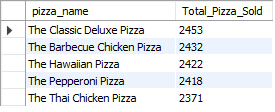 pizza_name Total_Pizza_Sold
The Classic Deluxe Pizza 2453
The Barbecue Chicken Pizza 2432
The Hawaiian Pizza 2422
The Pepperoni Pizza 2418
The Thai Chicken Pizza 2371